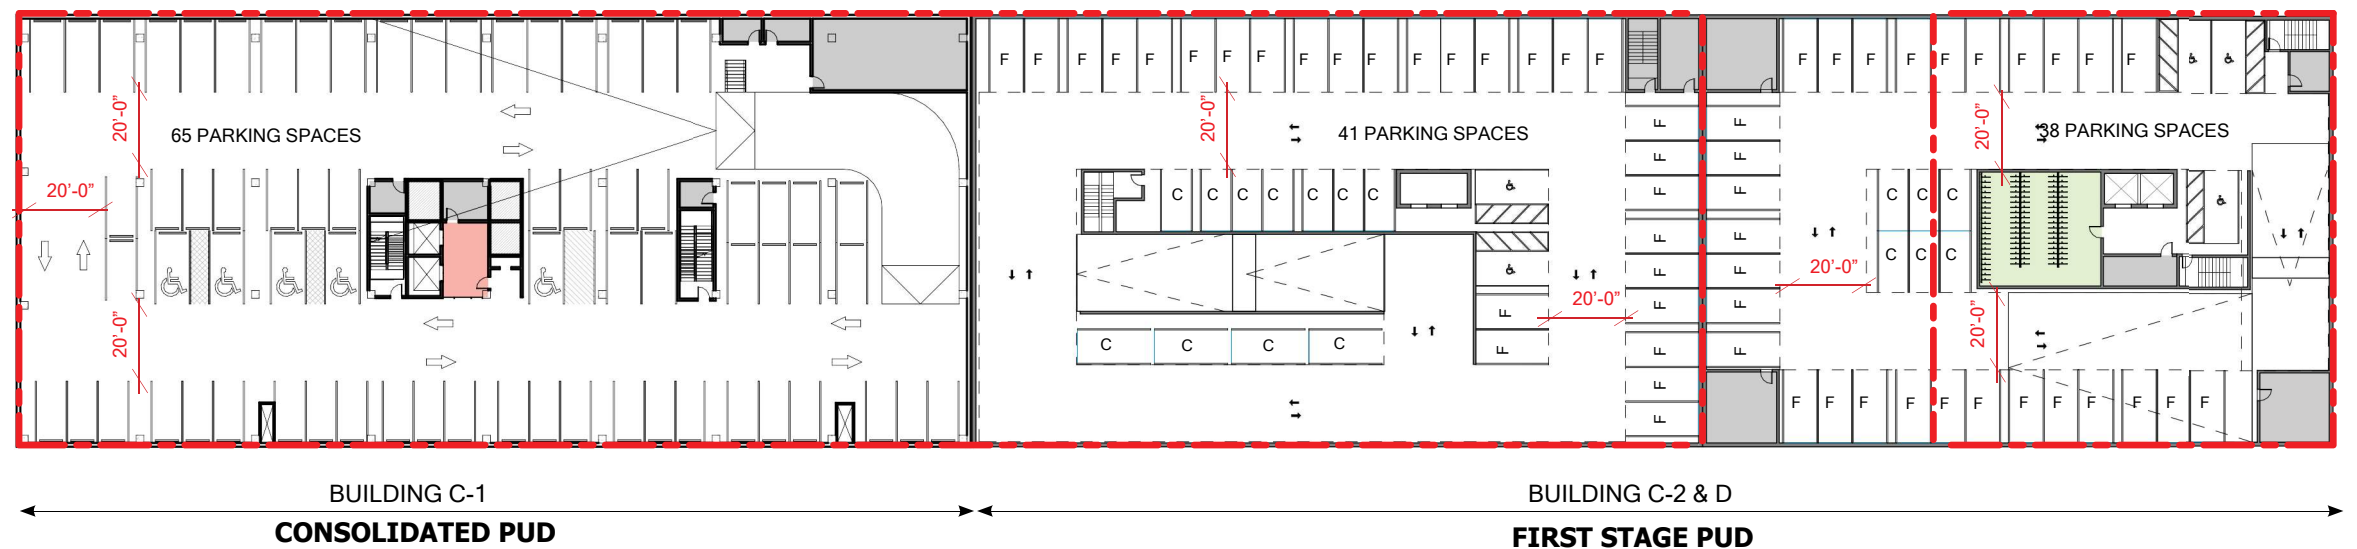 F F F F F F F F F F F F F F F F F F F F F F F F F F F
20'-0" 65 PARKING SPACES 20'-0" 41 PARKING SPACES F F 20'-0" 38 PARKING SPACES
F F
20'-0" C C C C C C C F F C C C
F F
C C C
F F 20'-0"
20'-0" F F F 20'-0"
20'-0" C C C C F F F
F
F F F F F F F F F F F F F
BUILDING C-1 BUILDING C-2 & D
CONSOLIDATED PUD FIRST STAGE PUD